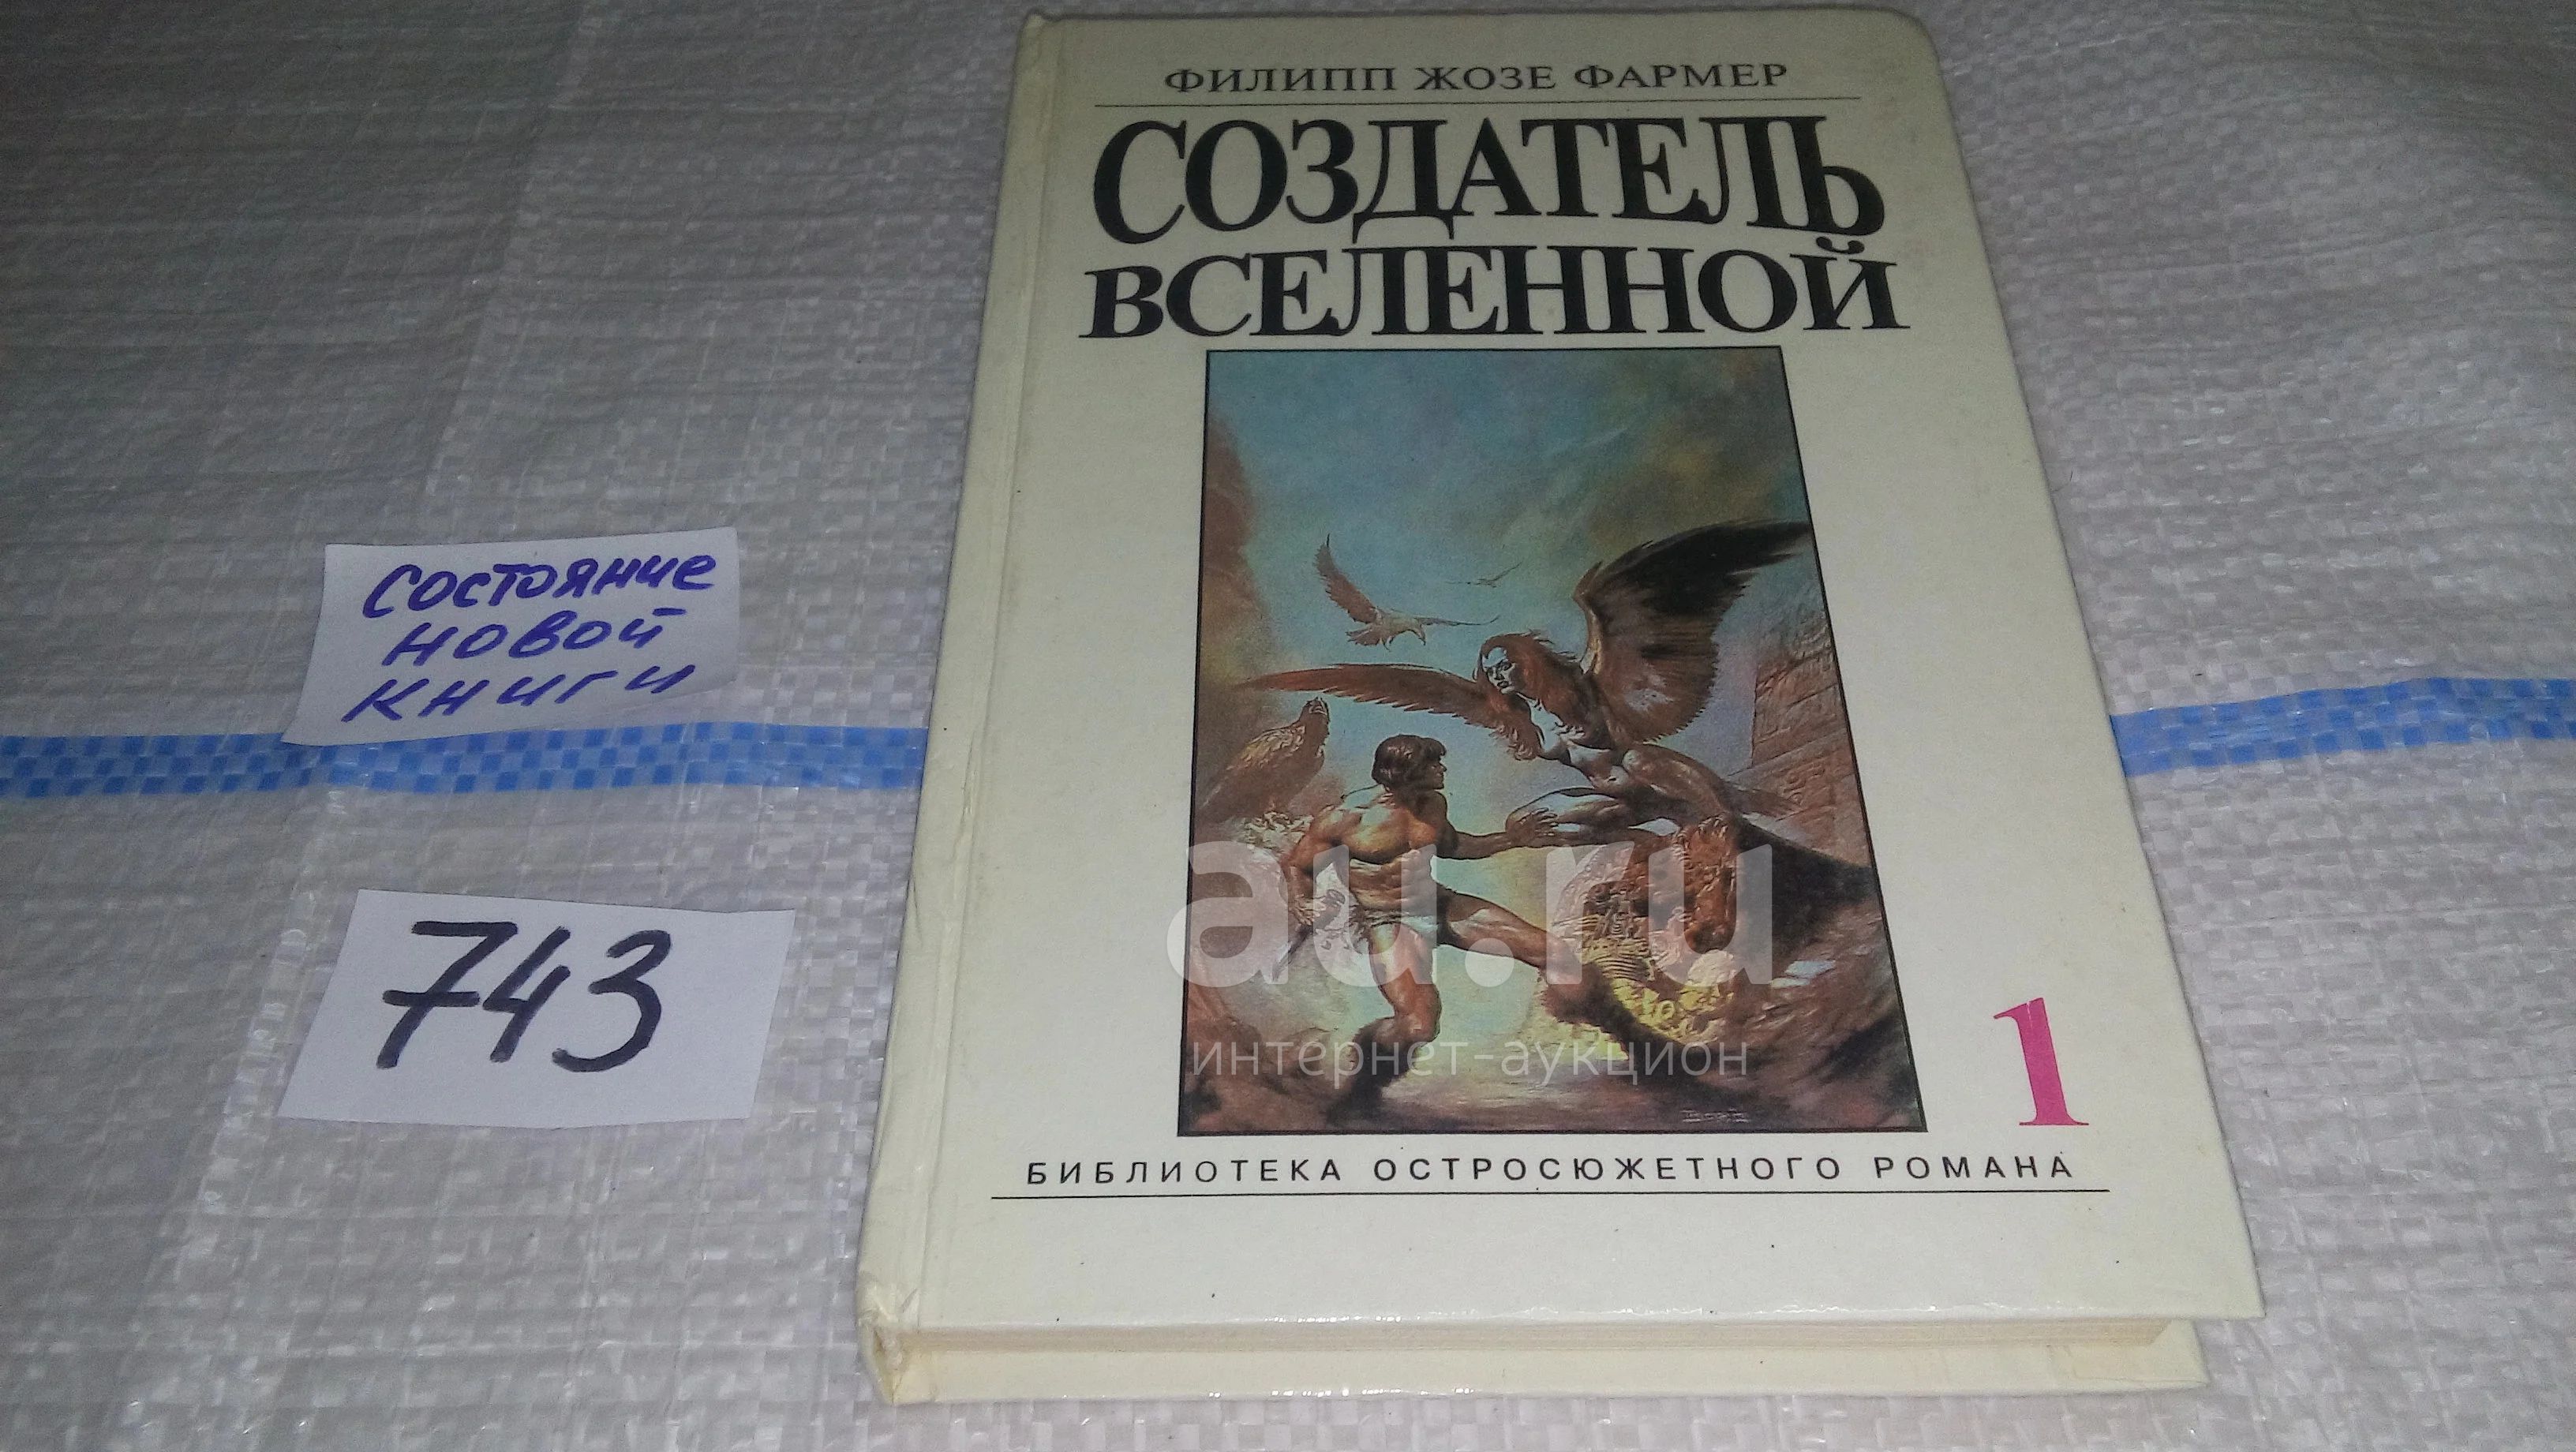 ФИЛИПП ЖОЗЕ ФАРМЕР
СОЗДАТЕЛЬ
ВСЕЛЕННОЙ
состояние
новой
книги
743
au.ru
интернет-аукцион
1
БИБЛИОТЕКА ОСТРОСЮЖЕТНОГО РОМАНА